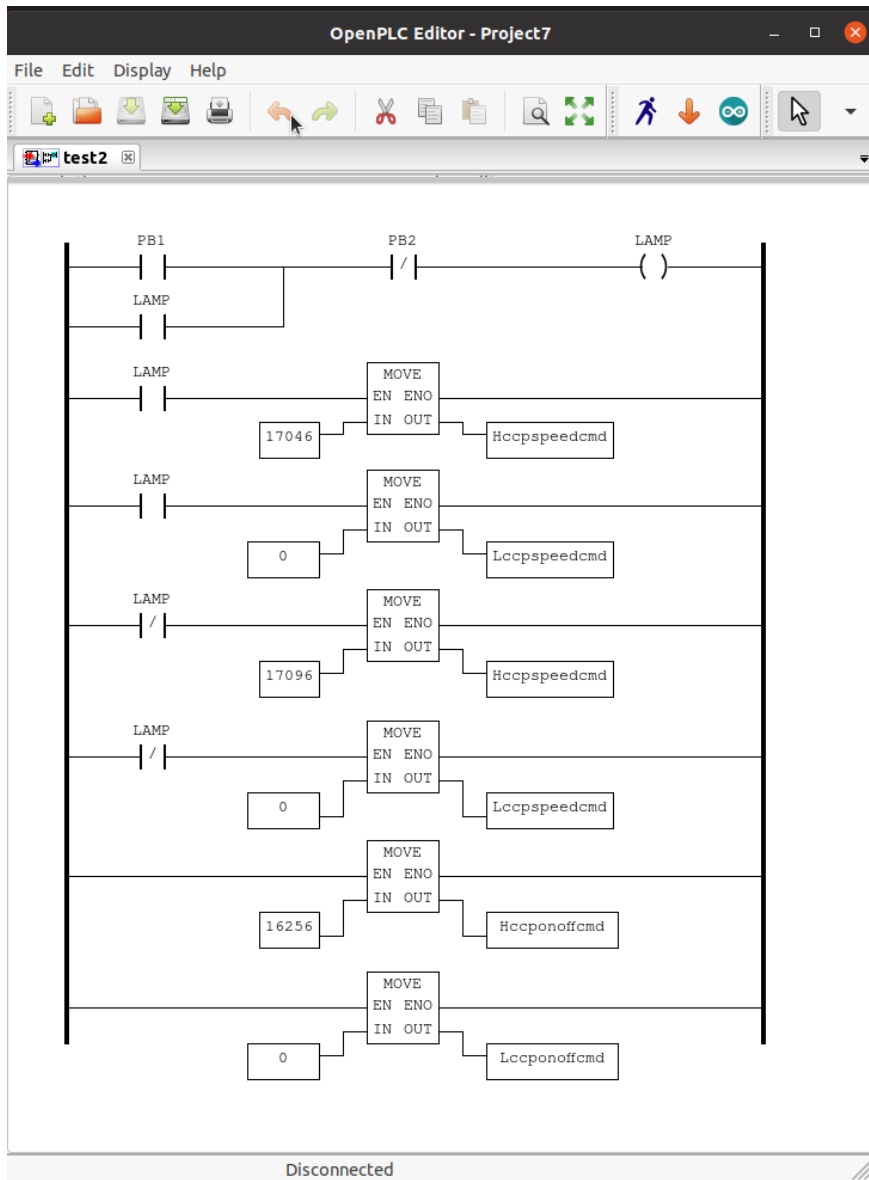 OpenPLC Editor - Project7
File Edit Display Help
test2
PB1 PB2 LAMP
/
LAMP
LAMP MOVE
EN ENO
IN OUT
17046 Hccpspeedcmd
LAMP MOVE
EN ENO
IN OUT
0 Lccpspeedcmd
LAMP MOVE
/ EN ENO
IN OUT
17096 Hccpspeedcmd
LAMP MOVE
/ EN ENO
IN OUT
0 Lccpspeedcmd
MOVE
EN ENO
IN OUT
16256 Hccponoffcmd
MOVE
EN ENO
IN OUT
0 Lccponoffcmd
Disconnected